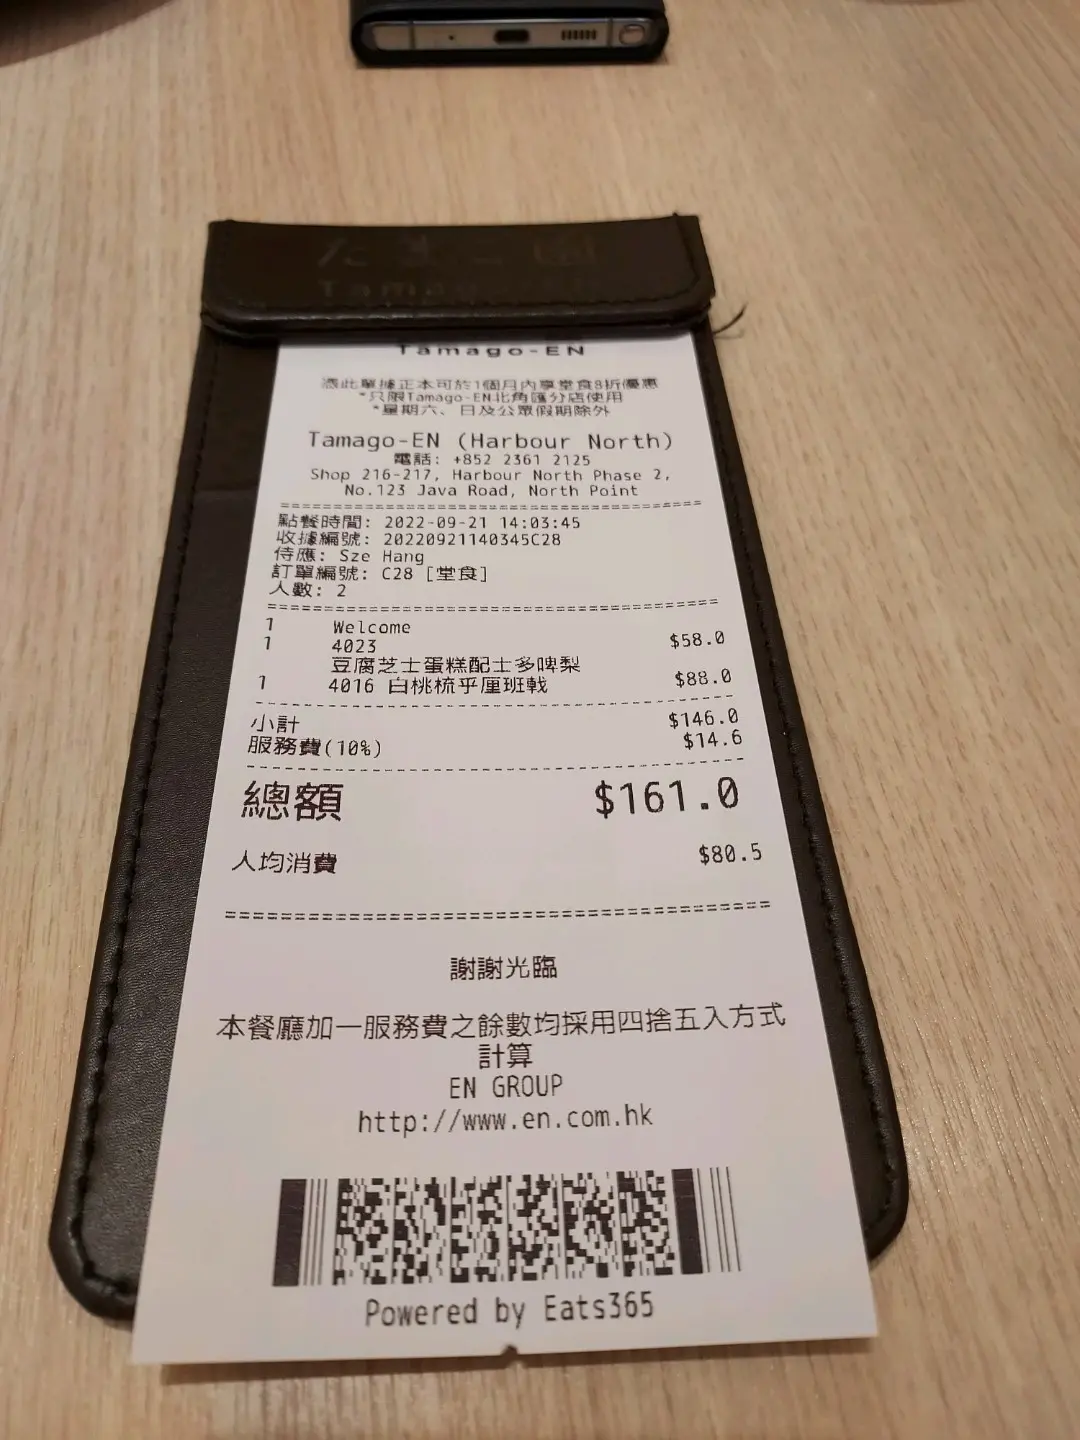 たまご園
Tamago-EN
憑此單據正本可於1個月內享堂食8折優惠
*只限Tamago-EN北角匯分店使用
*星期六、日及公眾假期除外
Tamago-EN (Harbour North)
電話: +852 2361 2125
Shop 216-217, Harbour North Phase 2,
No.123 Java Road, North Point
點餐時間: 2022-09-21 14:03:45
收據編號: 20220921140345C28
侍應: Sze Hang
訂單編號: C28 [堂食]
人數: 2
1 Welcome
1 4023 $58.0
豆腐芝士蛋糕配士多啤梨
1 4016 白桃梳乎厘班戟 $88.0
小計 $146.0
服務費(10%) $14.6
總額 $161.0
人均消費 $80.5
謝謝光臨
本餐廳加一服務費之餘數均採用四捨五入方式
計算
EN GROUP
http://www.en.com.hk
Powered by Eats365